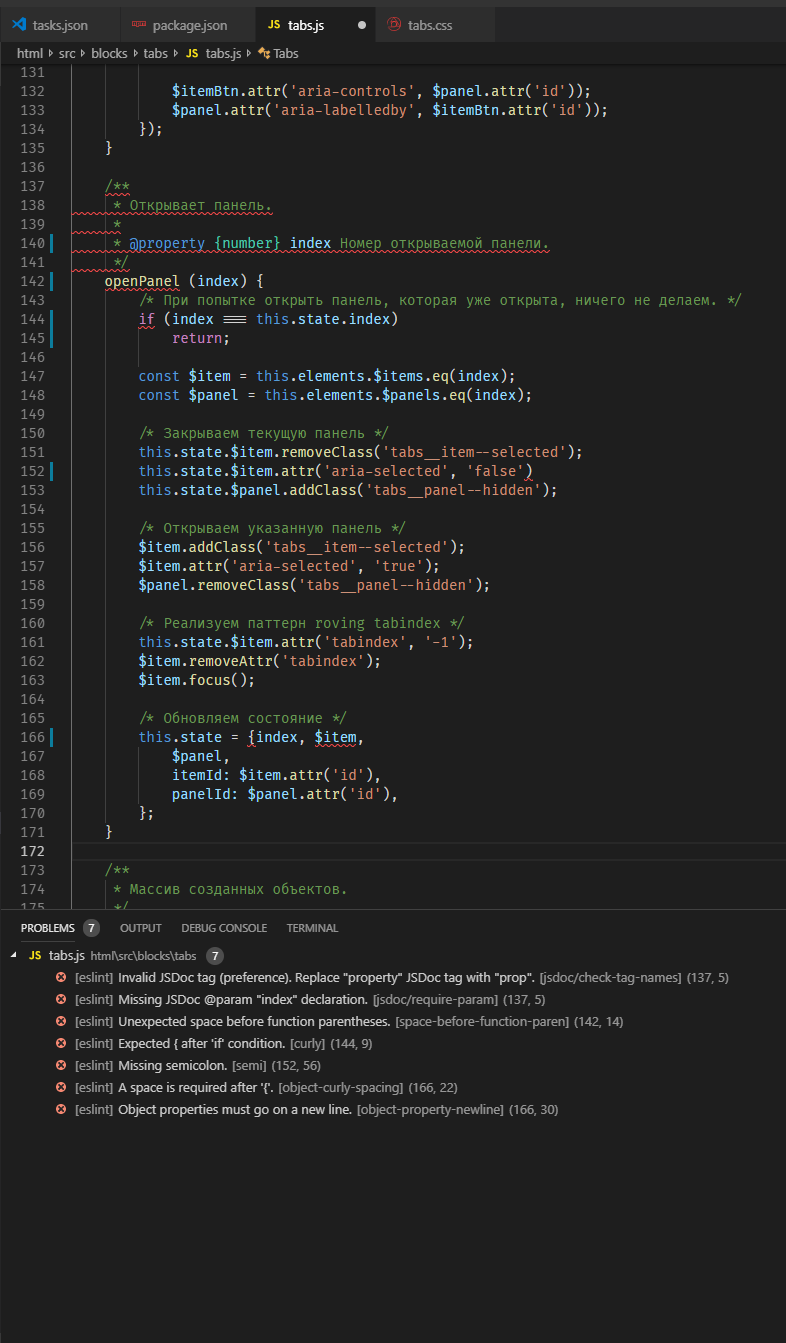 tasks.json package.json JS tabs.js tabs.css
html src blocks tabs JS tabs.js Tabs
131
132 $itemBtn.attr('aria-controls', $panel.attr('id'));
133 $panel.attr('aria-labelledby', $itemBtn.attr('id'));
134 });
135 }
136
137 /**
138 * Открывает панель.
139 *
140 * @property {number} index Номер открываемой панели.
141 */
142 openPanel (index) {
143 /* При попытке открыть панель, которая уже открыта, ничего не делаем. */
144 if (index === this.state.index)
145 return;
146
147 const $item = this.elements.$items.eq(index);
148 const $panel = this.elements.$panels.eq(index);
149
150 /* Закрываем текущую панель */
151 this.state.$item.removeClass('tabs__item--selected');
152 this.state.$item.attr('aria-selected', 'false')
153 this.state.$panel.addClass('tabs__panel--hidden');
154
155 /* Открываем указанную панель */
156 $item.addClass('tabs__item--selected');
157 $item.attr('aria-selected', 'true');
158 $panel.removeClass('tabs__panel--hidden');
159
160 /* Реализуем паттерн roving tabindex */
161 this.state.$item.attr('tabindex', '-1');
162 $item.removeAttr('tabindex');
163 $item.focus();
164
165 /* Обновляем состояние */
166 this.state = {index, $item,
167 $panel,
168 itemId: $item.attr('id'),
169 panelId: $panel.attr('id'),
170 };
171 }
172
173 /**
174 * Массив созданных объектов.
175 */
PROBLEMS 7 OUTPUT DEBUG CONSOLE TERMINAL
JS tabs.js html\src\blocks\tabs 7
[eslint] Invalid JSDoc tag (preference). Replace "property" JSDoc tag with "prop". [jsdoc/check-tag-names] (137, 5)
[eslint] Missing JSDoc @param "index" declaration. [jsdoc/require-param] (137, 5)
[eslint] Unexpected space before function parentheses. [space-before-function-paren] (142, 14)
[eslint] Expected { after 'if' condition. [curly] (144, 9)
[eslint] Missing semicolon. [semi] (152, 56)
[eslint] A space is required after '{'. [object-curly-spacing] (166, 22)
[eslint] Object properties must go on a new line. [object-property-newline] (166, 30)